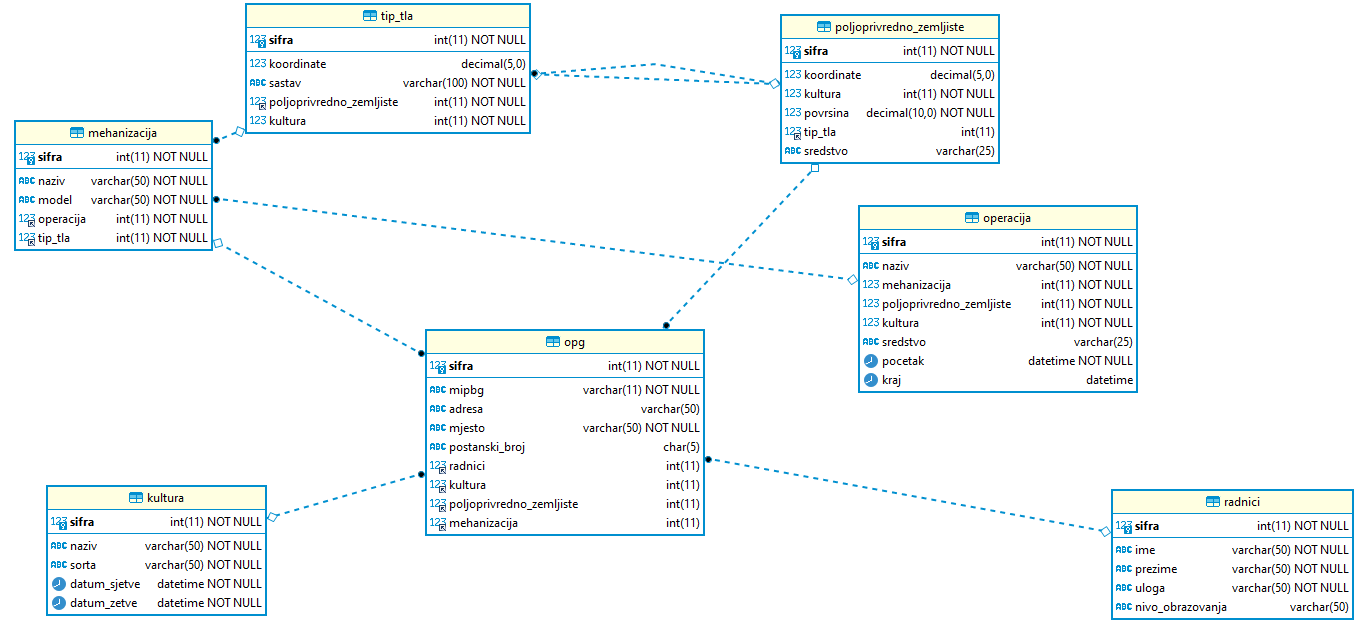 tip_tla
123 sifra int(11) NOT NULL
123 koordinate decimal(5,0)
ABC sastav varchar(100) NOT NULL
123 poljoprivredno_zemljiste int(11) NOT NULL
123 kultura int(11) NOT NULL
poljoprivredno_zemljiste
123 sifra int(11) NOT NULL
123 koordinate decimal(5,0)
123 kultura int(11) NOT NULL
123 povrsina decimal(10,0) NOT NULL
123 tip_tla int(11)
ABC sredstvo varchar(25)
mehanizacija
123 sifra int(11) NOT NULL
ABC naziv varchar(50) NOT NULL
ABC model varchar(50) NOT NULL
123 operacija int(11) NOT NULL
123 tip_tla int(11) NOT NULL
operacija
123 sifra int(11) NOT NULL
ABC naziv varchar(50) NOT NULL
123 mehanizacija int(11) NOT NULL
123 poljoprivredno_zemljiste int(11) NOT NULL
123 kultura int(11) NOT NULL
ABC sredstvo varchar(25)
pocetak datetime NOT NULL
kraj datetime
opg
123 sifra int(11) NOT NULL
ABC mipbg varchar(11) NOT NULL
ABC adresa varchar(50)
ABC mjesto varchar(50) NOT NULL
ABC postanski_broj char(5)
123 radnici int(11)
123 kultura int(11)
123 poljoprivredno_zemljiste int(11)
123 mehanizacija int(11)
kultura
123 sifra int(11) NOT NULL
ABC naziv varchar(50) NOT NULL
ABC sorta varchar(50) NOT NULL
datum_sjetve datetime NOT NULL
datum_zetve datetime NOT NULL
radnici
123 sifra int(11) NOT NULL
ABC ime varchar(50) NOT NULL
ABC prezime varchar(50) NOT NULL
ABC uloga varchar(50) NOT NULL
ABC nivo_obrazovanja varchar(50)